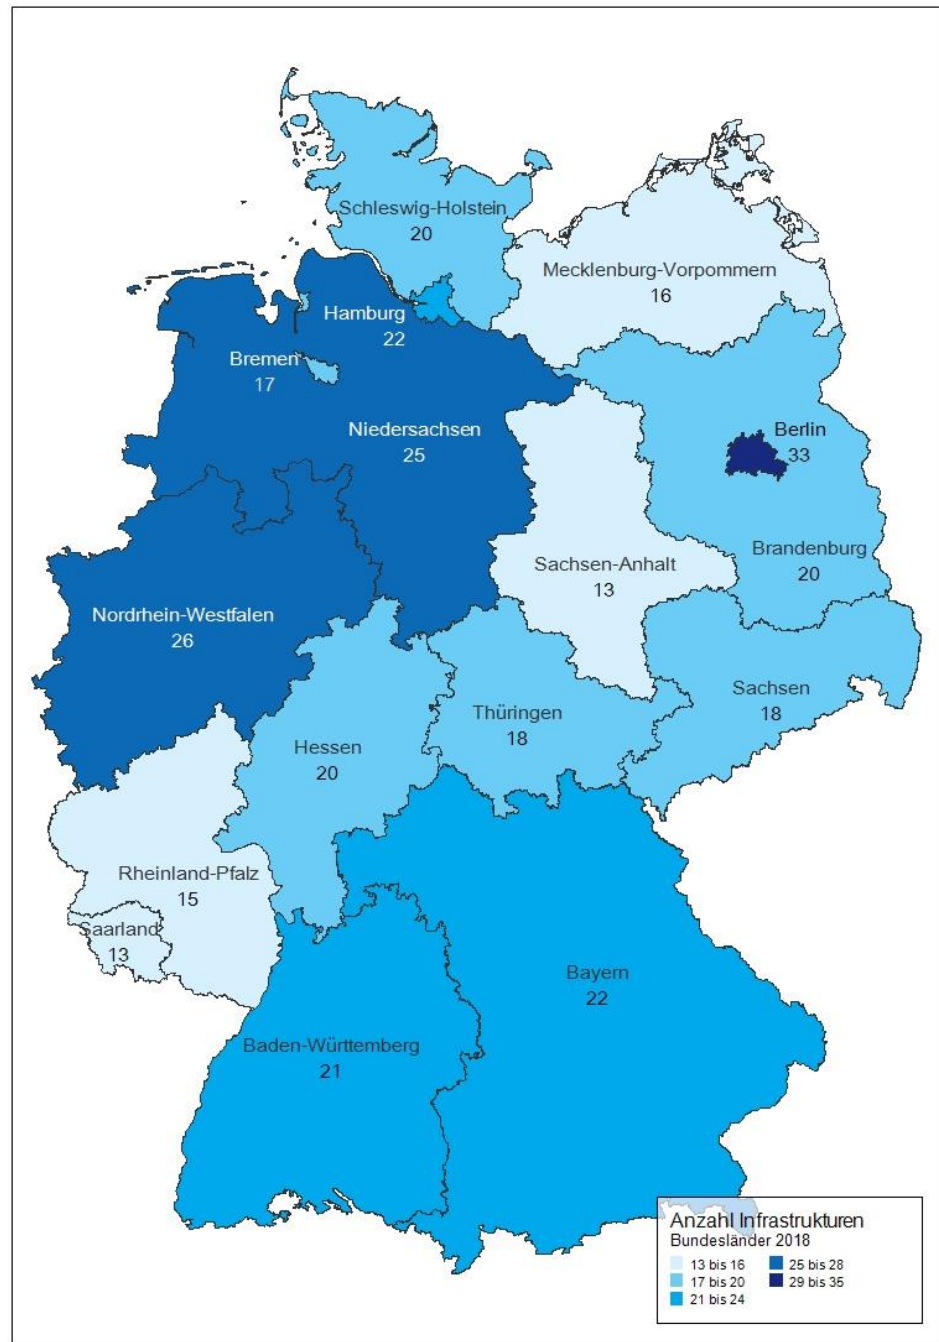 Schleswig-Holstein
20
Mecklenburg-Vorpommern
16
Hamburg
22
Bremen
17
Niedersachsen
25
Berlin
33
Brandenburg
20
Sachsen-Anhalt
13
Nordrhein-Westfalen
26
Sachsen
18
Thüringen
18
Hessen
20
Rheinland-Pfalz
15
Saarland
13
Bayern
22
Baden-Württemberg
21
Anzahl Infrastrukturen
Bundesländer 2018
13 bis 16
17 bis 20
21 bis 24
25 bis 28
29 bis 35